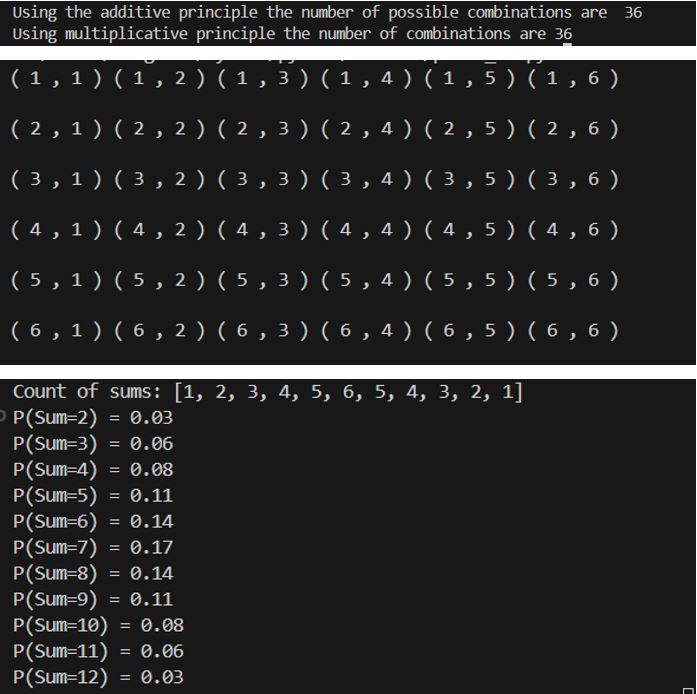 Using the additive principle the number of possible combinations are  36
Using multiplicative principle the number of combinations are 36
( 1 , 1 ) ( 1 , 2 ) ( 1 , 3 ) ( 1 , 4 ) ( 1 , 5 ) ( 1 , 6 )
( 2 , 1 ) ( 2 , 2 ) ( 2 , 3 ) ( 2 , 4 ) ( 2 , 5 ) ( 2 , 6 )
( 3 , 1 ) ( 3 , 2 ) ( 3 , 3 ) ( 3 , 4 ) ( 3 , 5 ) ( 3 , 6 )
( 4 , 1 ) ( 4 , 2 ) ( 4 , 3 ) ( 4 , 4 ) ( 4 , 5 ) ( 4 , 6 )
( 5 , 1 ) ( 5 , 2 ) ( 5 , 3 ) ( 5 , 4 ) ( 5 , 5 ) ( 5 , 6 )
( 6 , 1 ) ( 6 , 2 ) ( 6 , 3 ) ( 6 , 4 ) ( 6 , 5 ) ( 6 , 6 )
Count of sums: [1, 2, 3, 4, 5, 6, 5, 4, 3, 2, 1]
P(Sum=2) = 0.03
P(Sum=3) = 0.06
P(Sum=4) = 0.08
P(Sum=5) = 0.11
P(Sum=6) = 0.14
P(Sum=7) = 0.17
P(Sum=8) = 0.14
P(Sum=9) = 0.11
P(Sum=10) = 0.08
P(Sum=11) = 0.06
P(Sum=12) = 0.03